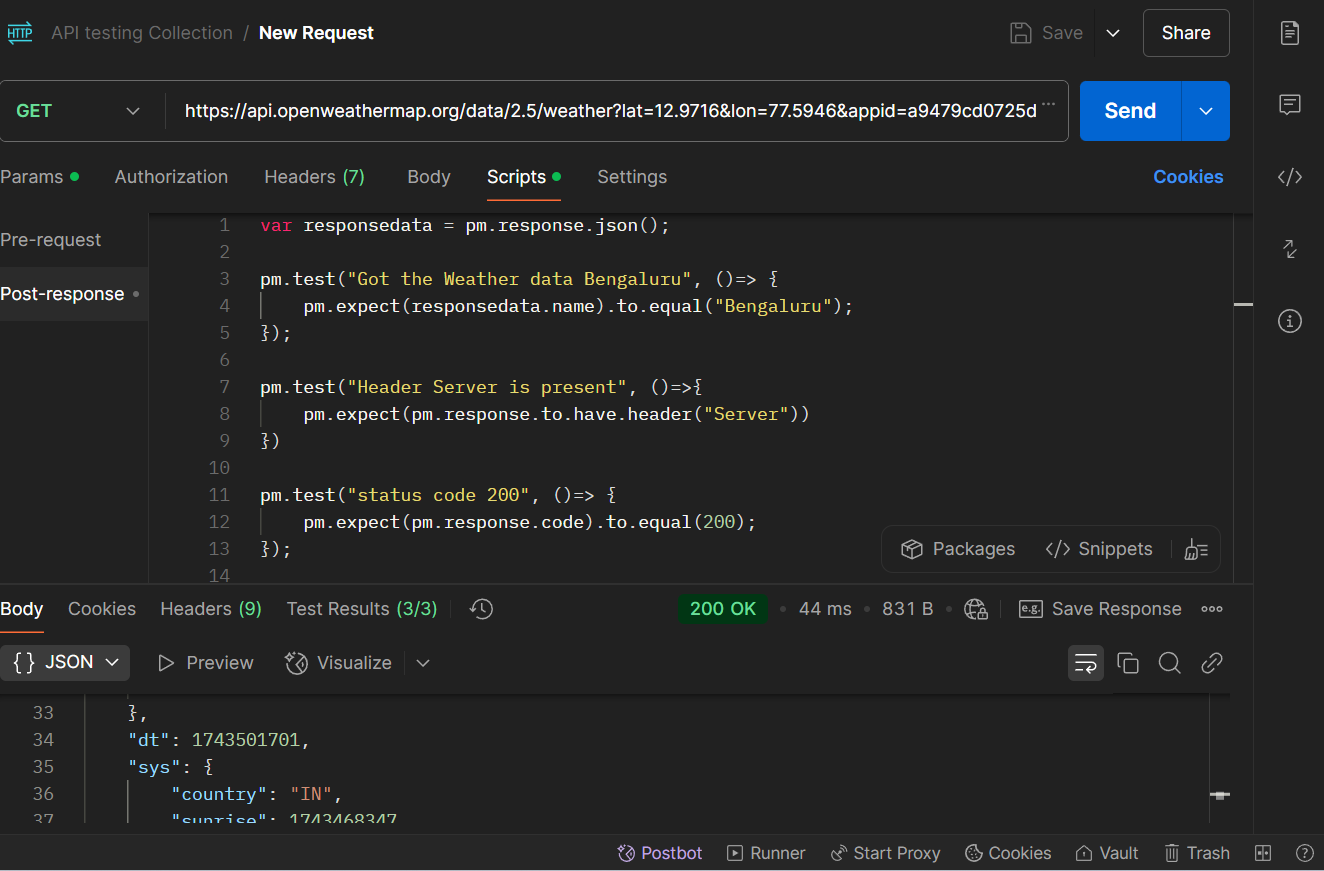 HTTP API testing Collection / New Request Save Share
GET https://api.openweathermap.org/data/2.5/weather?lat=12.9716&lon=77.5946&appid=a9479cd0725d ... Send
Params Authorization Headers (7) Body Scripts Settings Cookies
Pre-request
Post-response
1 var responsedata = pm.response.json();
2
3 pm.test("Got the Weather data Bengaluru", ()=> {
4 pm.expect(responsedata.name).to.equal("Bengaluru");
5 });
6
7 pm.test("Header Server is present", ()=>{
8 pm.expect(pm.response.to.have.header("Server"))
9 })
10
11 pm.test("status code 200", ()=> {
12 pm.expect(pm.response.code).to.equal(200);
13 });
14
Packages </> Snippets
Body Cookies Headers (9) Test Results (3/3) 200 OK • 44 ms • 831 B • e.g. Save Response
{} JSON Preview Visualize
33 },
34 "dt": 1743501701,
35 "sys": {
36 "country": "IN",
37 "sunrise": 1743468347
Postbot Runner Start Proxy Cookies Vault Trash